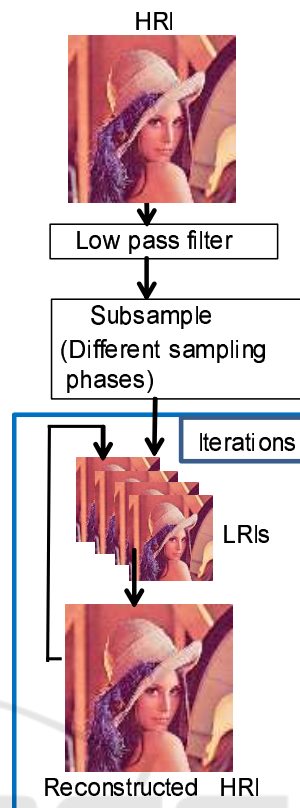 HRI
Low pass filter
Subsample
(Different sampling
phases)
Iterations
LRIs
Reconstructed HRI